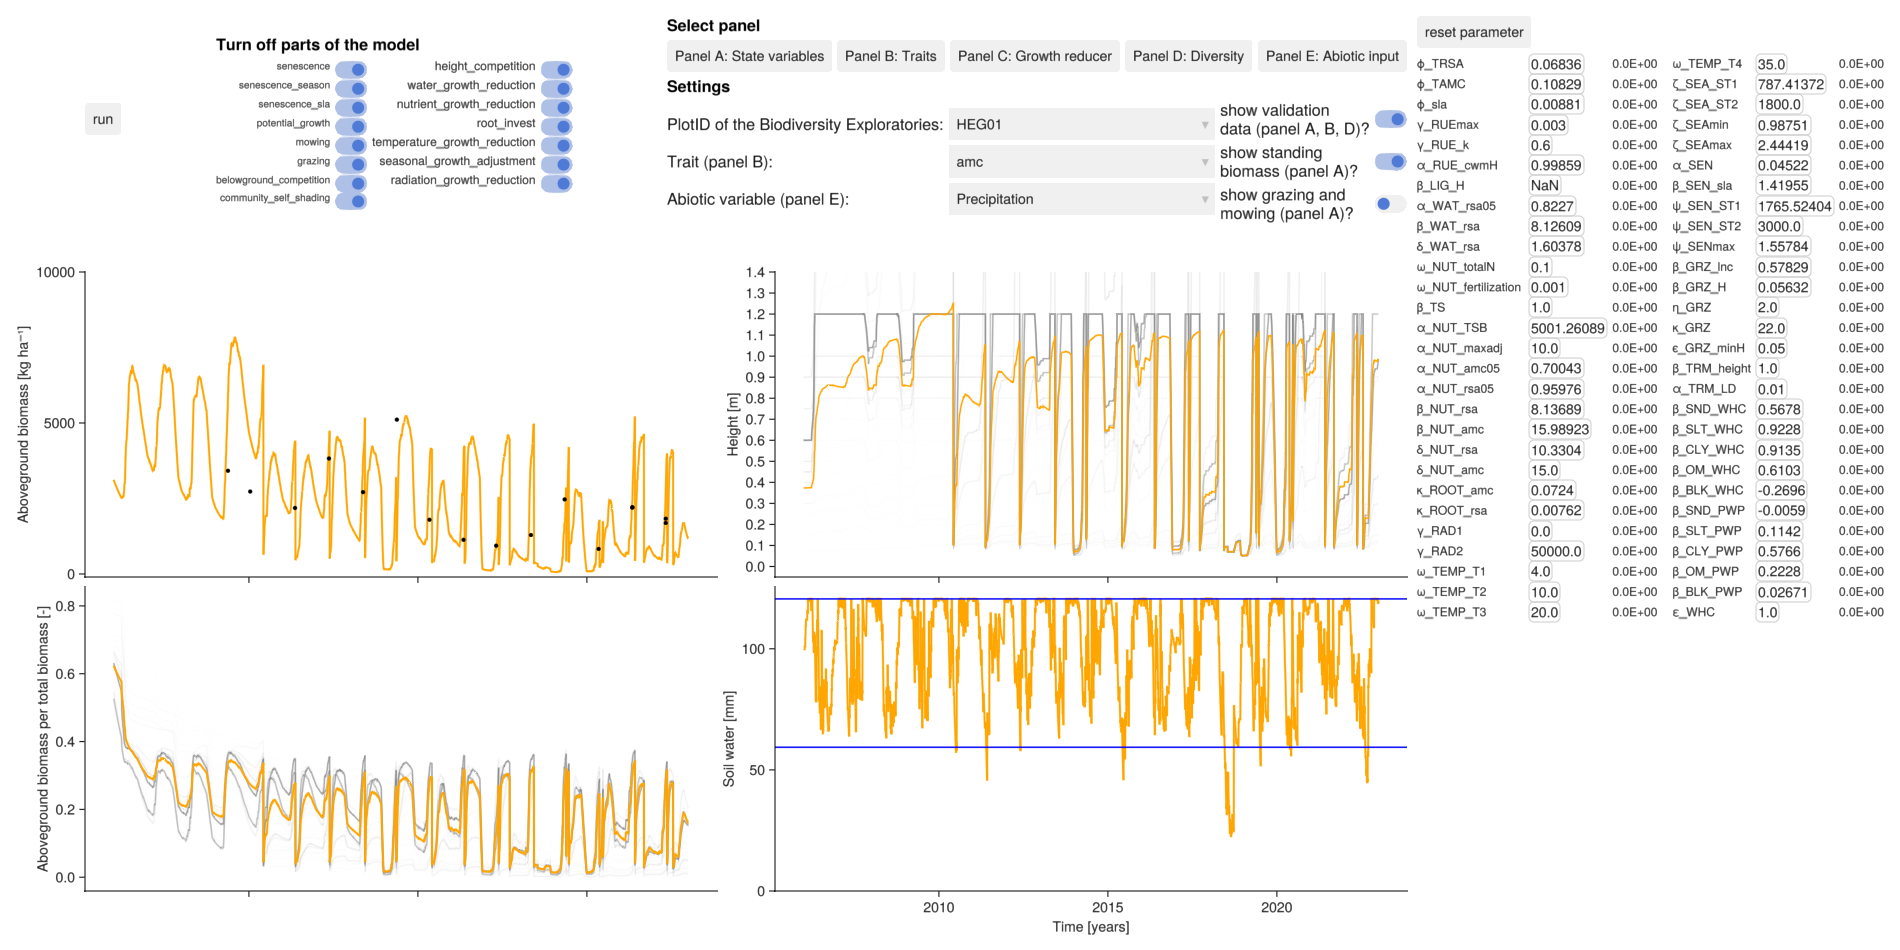 Turn off parts of the model
senescence
senescence_season
senescence_sla
potential_growth
mowing
grazing
belowground_competition
community_self_shading
height_competition
water_growth_reduction
nutrient_growth_reduction
root_invest
temperature_growth_reduction
seasonal_growth_adjustment
radiation_growth_reduction
run
Select panel
Panel A: State variables
Panel B: Traits
Panel C: Growth reducer
Panel D: Diversity
Panel E: Abiotic input
Settings
PlotID of the Biodiversity Exploratories:
HEG01
Trait (panel B):
amc
Abiotic variable (panel E):
Precipitation
show validation
data (panel A, B, D)?
show standing
biomass (panel A)?
show grazing and
mowing (panel A)?
reset parameter
ϕ_TRSA 0.06836 0.0E+00 ω_TEMP_T4 35.0 0.0E+00
ϕ_TAMC 0.10829 0.0E+00 ζ_SEA_ST1 787.41372 0.0E+00
ϕ_sla 0.00881 0.0E+00 ζ_SEA_ST2 1800.0 0.0E+00
γ_RUEmax 0.003 0.0E+00 ζ_SEAmin 0.98751 0.0E+00
γ_RUE_k 0.6 0.0E+00 ζ_SEAmax 2.44419 0.0E+00
α_RUE_cwmH 0.99859 0.0E+00 α_SEN 0.04522 0.0E+00
β_LIG_H NaN 0.0E+00 β_SEN_sla 1.41955 0.0E+00
α_WAT_rsa05 0.8227 0.0E+00 ψ_SEN_ST1 1765.52404 0.0E+00
β_WAT_rsa 8.12609 0.0E+00 ψ_SEN_ST2 3000.0 0.0E+00
δ_WAT_rsa 1.60378 0.0E+00 ψ_SENmax 1.55784 0.0E+00
ω_NUT_totalN 0.1 0.0E+00 β_GRZ_lnc 0.57829 0.0E+00
ω_NUT_fertilization 0.001 0.0E+00 β_GRZ_H 0.05632 0.0E+00
β_TS 1.0 0.0E+00 η_GRZ 2.0 0.0E+00
α_NUT_TSB 5001.26089 0.0E+00 κ_GRZ 22.0 0.0E+00
α_NUT_maxadj 10.0 0.0E+00 ϵ_GRZ_minH 0.05 0.0E+00
α_NUT_amc05 0.70043 0.0E+00 β_TRM_height 1.0 0.0E+00
α_NUT_rsa05 0.95976 0.0E+00 α_TRM_LD 0.01 0.0E+00
β_NUT_rsa 8.13689 0.0E+00 β_SND_WHC 0.5678 0.0E+00
β_NUT_amc 15.98923 0.0E+00 β_SLT_WHC 0.9228 0.0E+00
δ_NUT_rsa 10.3304 0.0E+00 β_CLY_WHC 0.9135 0.0E+00
δ_NUT_amc 15.0 0.0E+00 β_OM_WHC 0.6103 0.0E+00
κ_ROOT_amc 0.0724 0.0E+00 β_BLK_WHC -0.2696 0.0E+00
κ_ROOT_rsa 0.00762 0.0E+00 β_SND_PWP -0.0059 0.0E+00
γ_RAD1 0.0 0.0E+00 β_SLT_PWP 0.1142 0.0E+00
γ_RAD2 50000.0 0.0E+00 β_CLY_PWP 0.5766 0.0E+00
ω_TEMP_T1 4.0 0.0E+00 β_OM_PWP 0.2228 0.0E+00
ω_TEMP_T2 10.0 0.0E+00 β_BLK_PWP 0.02671 0.0E+00
ω_TEMP_T3 20.0 0.0E+00 ϵ_WHC 1.0 0.0E+00
Aboveground biomass [kg ha⁻¹]
10000
5000
0
Height [m]
1.4
1.3
1.2
1.1
1.0
0.9
0.8
0.7
0.6
0.5
0.4
0.3
0.2
0.1
0.0
Aboveground biomass per total biomass [-]
0.8
0.6
0.4
0.2
0.0
Soil water [mm]
100
50
0
2010
2015
2020
Time [years]